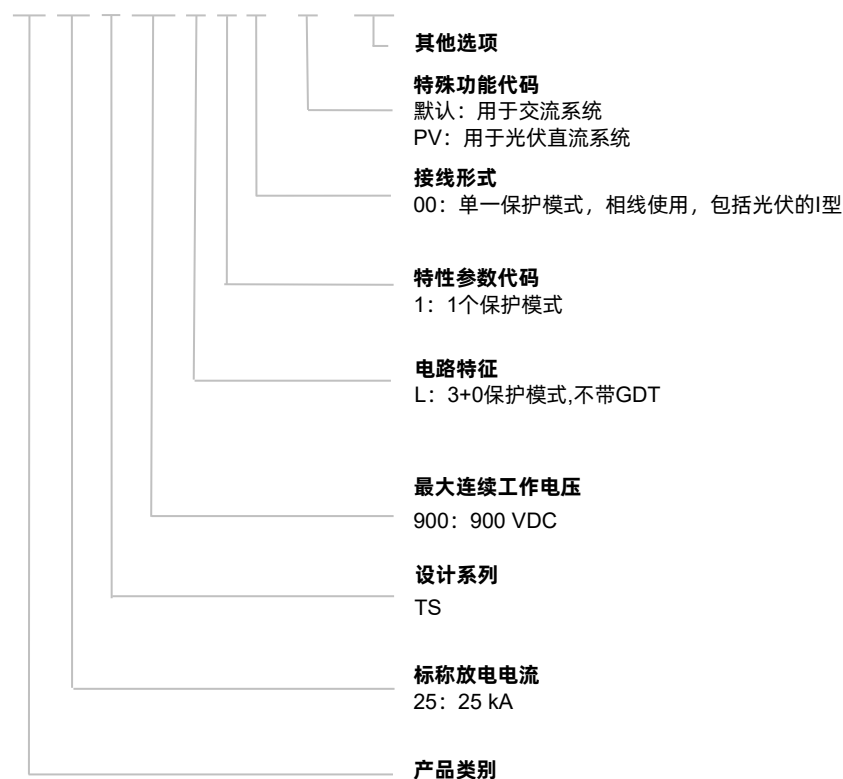 其他选项
特殊功能代码
默认：用于交流系统
PV：用于光伏直流系统
接线形式
00：单一保护模式，相线使用，包括光伏的I型
特性参数代码
1：1个保护模式
电路特征
L：3+0保护模式,不带GDT
最大连续工作电压
900：900 VDC
设计系列
TS
标称放电电流
25：25 kA
产品类别